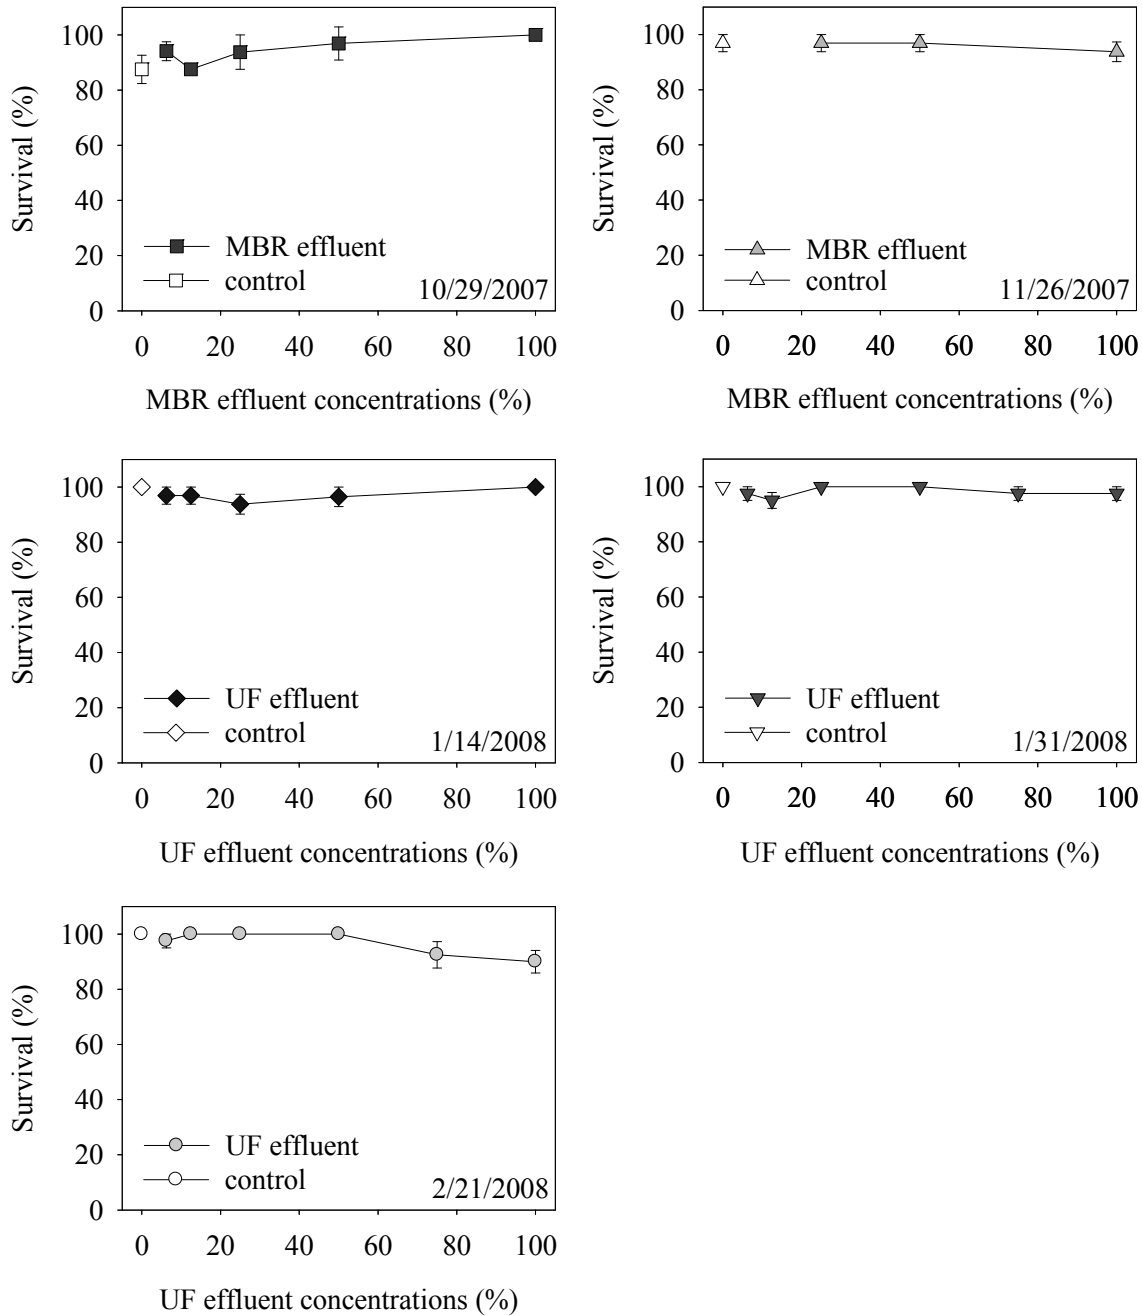 100
80
60
40
20
0
Survival (%)
MBR effluent
control
10/29/2007
0 20 40 60 80 100
MBR effluent concentrations (%)
100
80
60
40
20
0
Survival (%)
MBR effluent
control
11/26/2007
0 20 40 60 80 100
MBR effluent concentrations (%)
100
80
60
40
20
0
Survival (%)
UF effluent
control
1/14/2008
0 20 40 60 80 100
UF effluent concentrations (%)
100
80
60
40
20
0
Survival (%)
UF effluent
control
1/31/2008
0 20 40 60 80 100
UF effluent concentrations (%)
100
80
60
40
20
0
Survival (%)
UF effluent
control
2/21/2008
0 20 40 60 80 100
UF effluent concentrations (%)